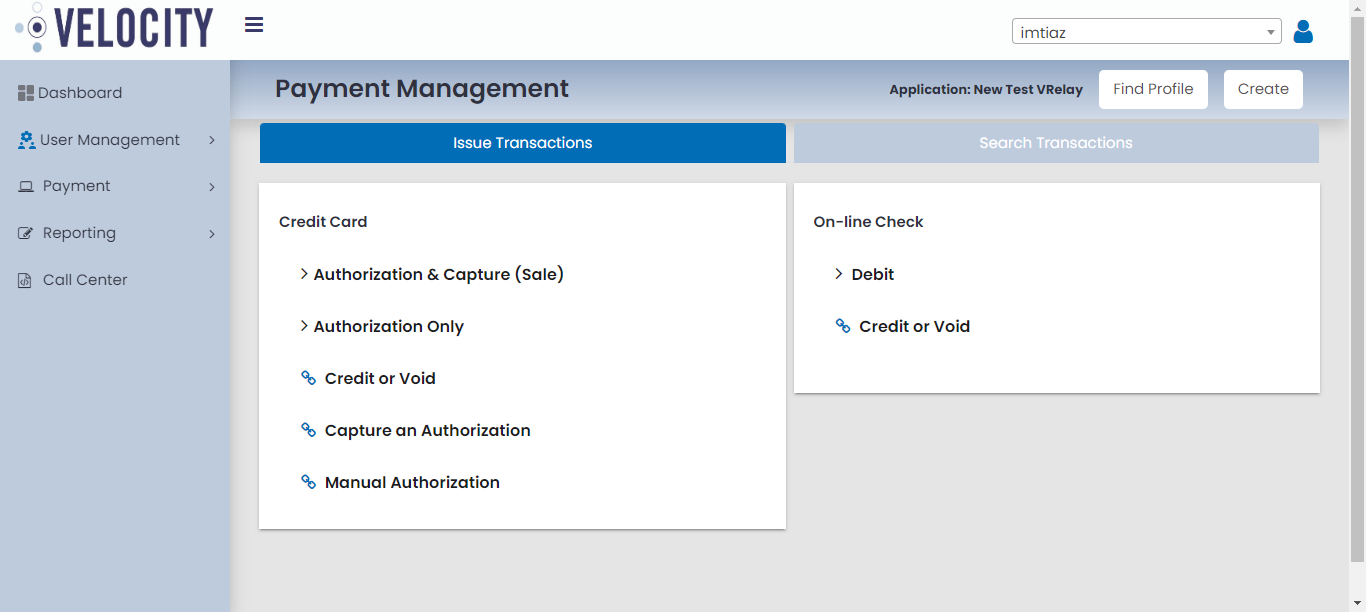 VELOCITY
imtiaz
Dashboard
User Management
Payment
Reporting
Call Center
Payment Management
Application: New Test VRelay
Find Profile
Create
Issue Transactions
Search Transactions
Credit Card
Authorization & Capture (Sale)
Authorization Only
Credit or Void
Capture an Authorization
Manual Authorization
On-line Check
Debit
Credit or Void